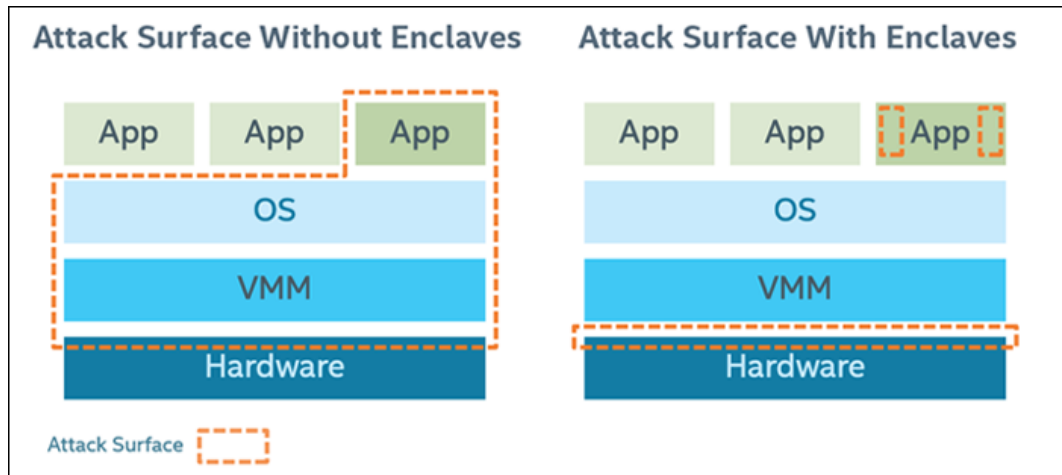 Attack Surface Without Enclaves
App App App
OS
VMM
Hardware
Attack Surface
Attack Surface With Enclaves
App App App
OS
VMM
Hardware